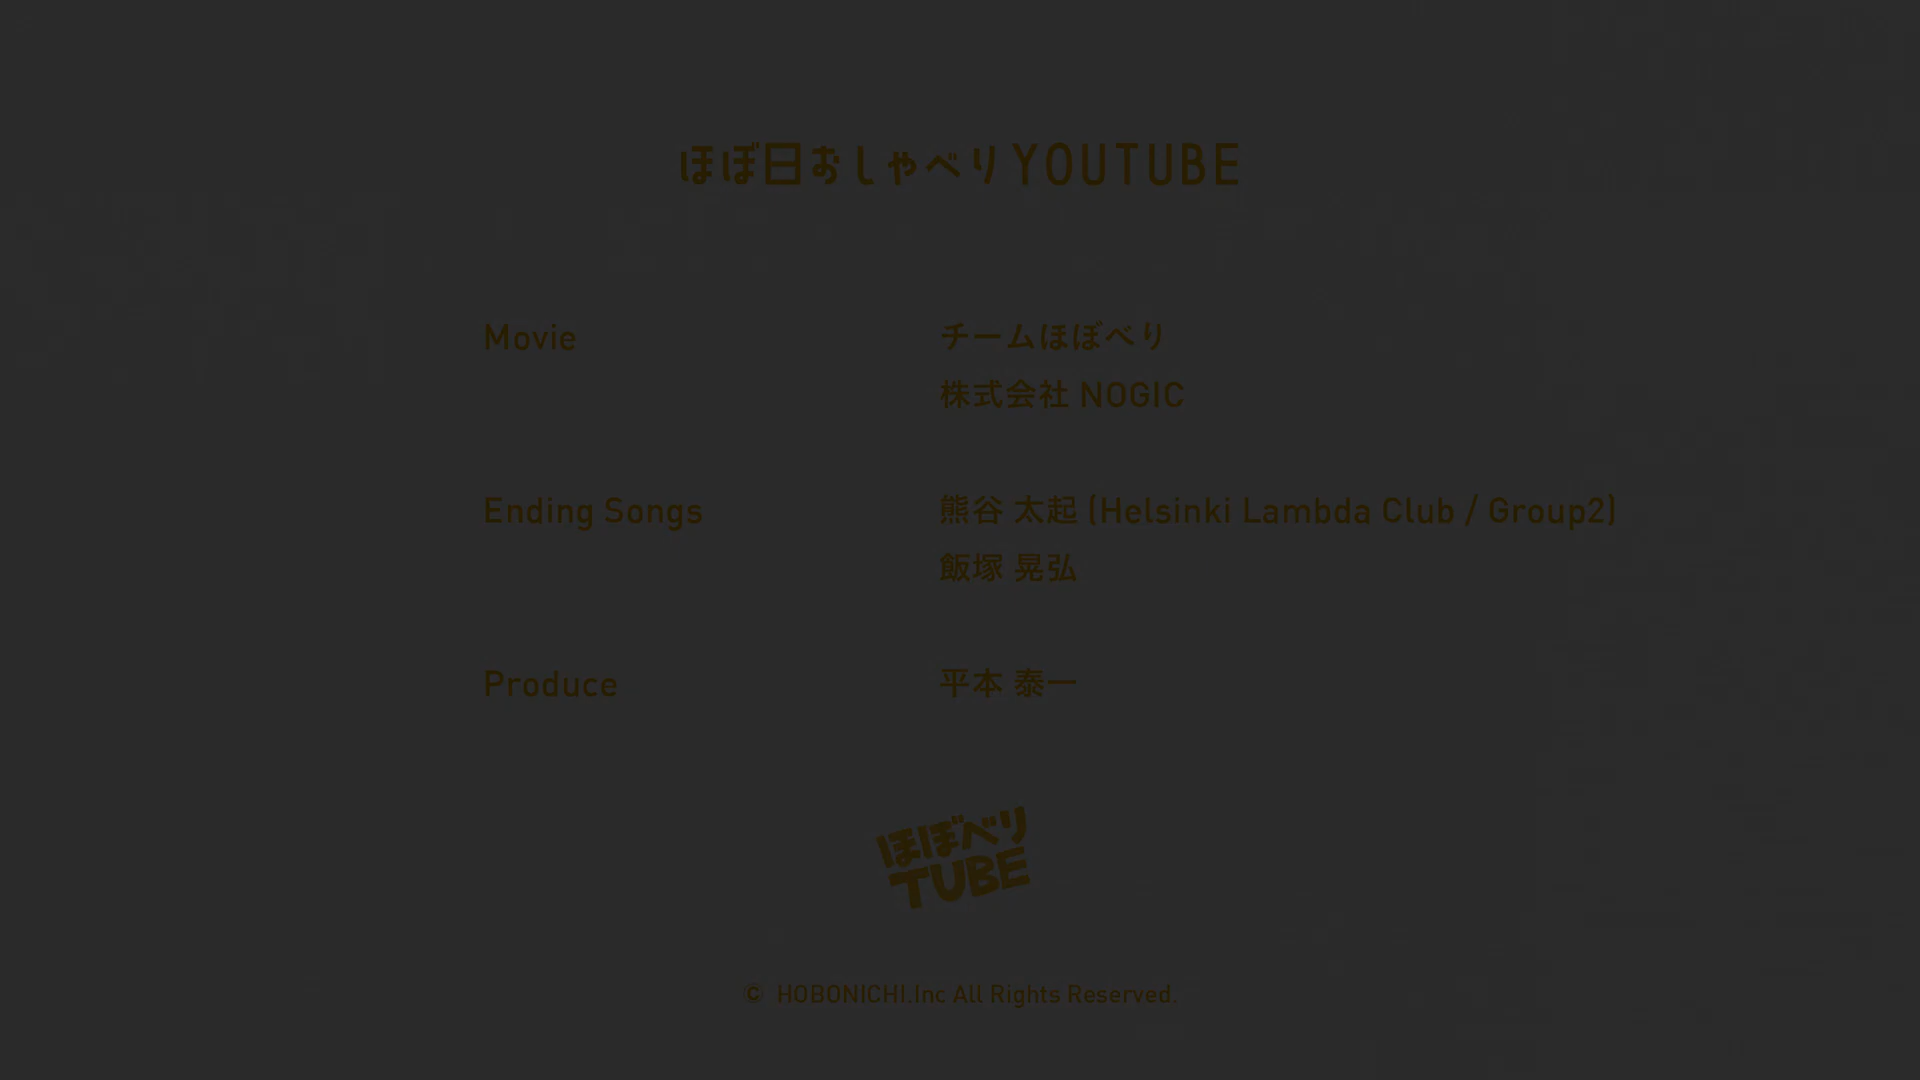 ほぼ日おしゃべりYOUTUBE
Movie チームほぼべり
株式会社 NOGIC
Ending Songs 熊谷 太起 (Helsinki Lambda Club / Group2)
飯塚 晃弘
Produce 平本 泰一
ほぼべり
TUBE
© HOBONICHI.Inc All Rights Reserved.